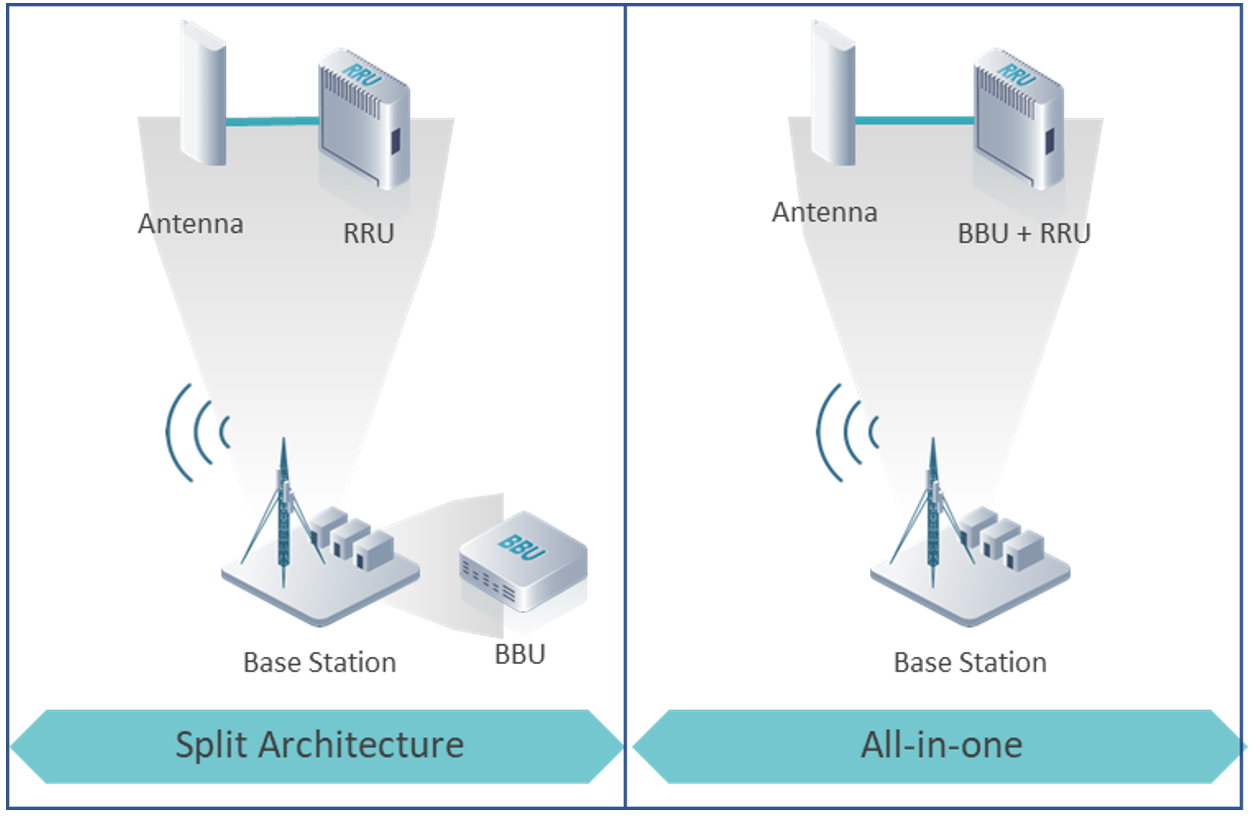 RRU
Antenna
RRU
BBU
Base Station
BBU
Split Architecture
RRU
Antenna
BBU + RRU
Base Station
All-in-one